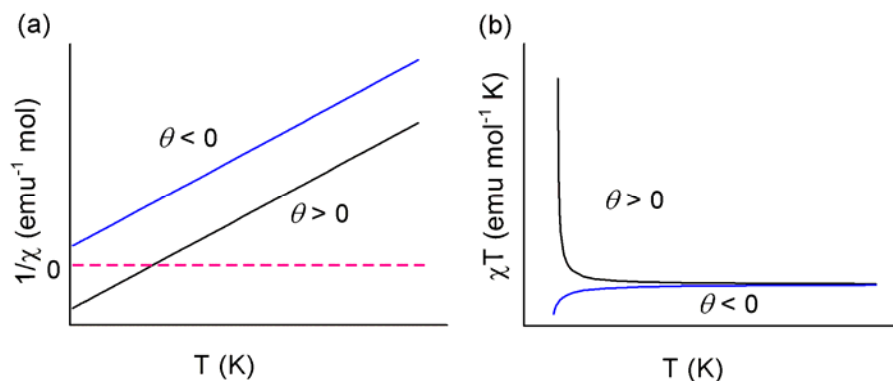 (a)
1/χ (emu⁻¹ mol)
0
θ < 0
θ > 0
T (K)
(b)
χT (emu mol⁻¹ K)
θ > 0
θ < 0
T (K)